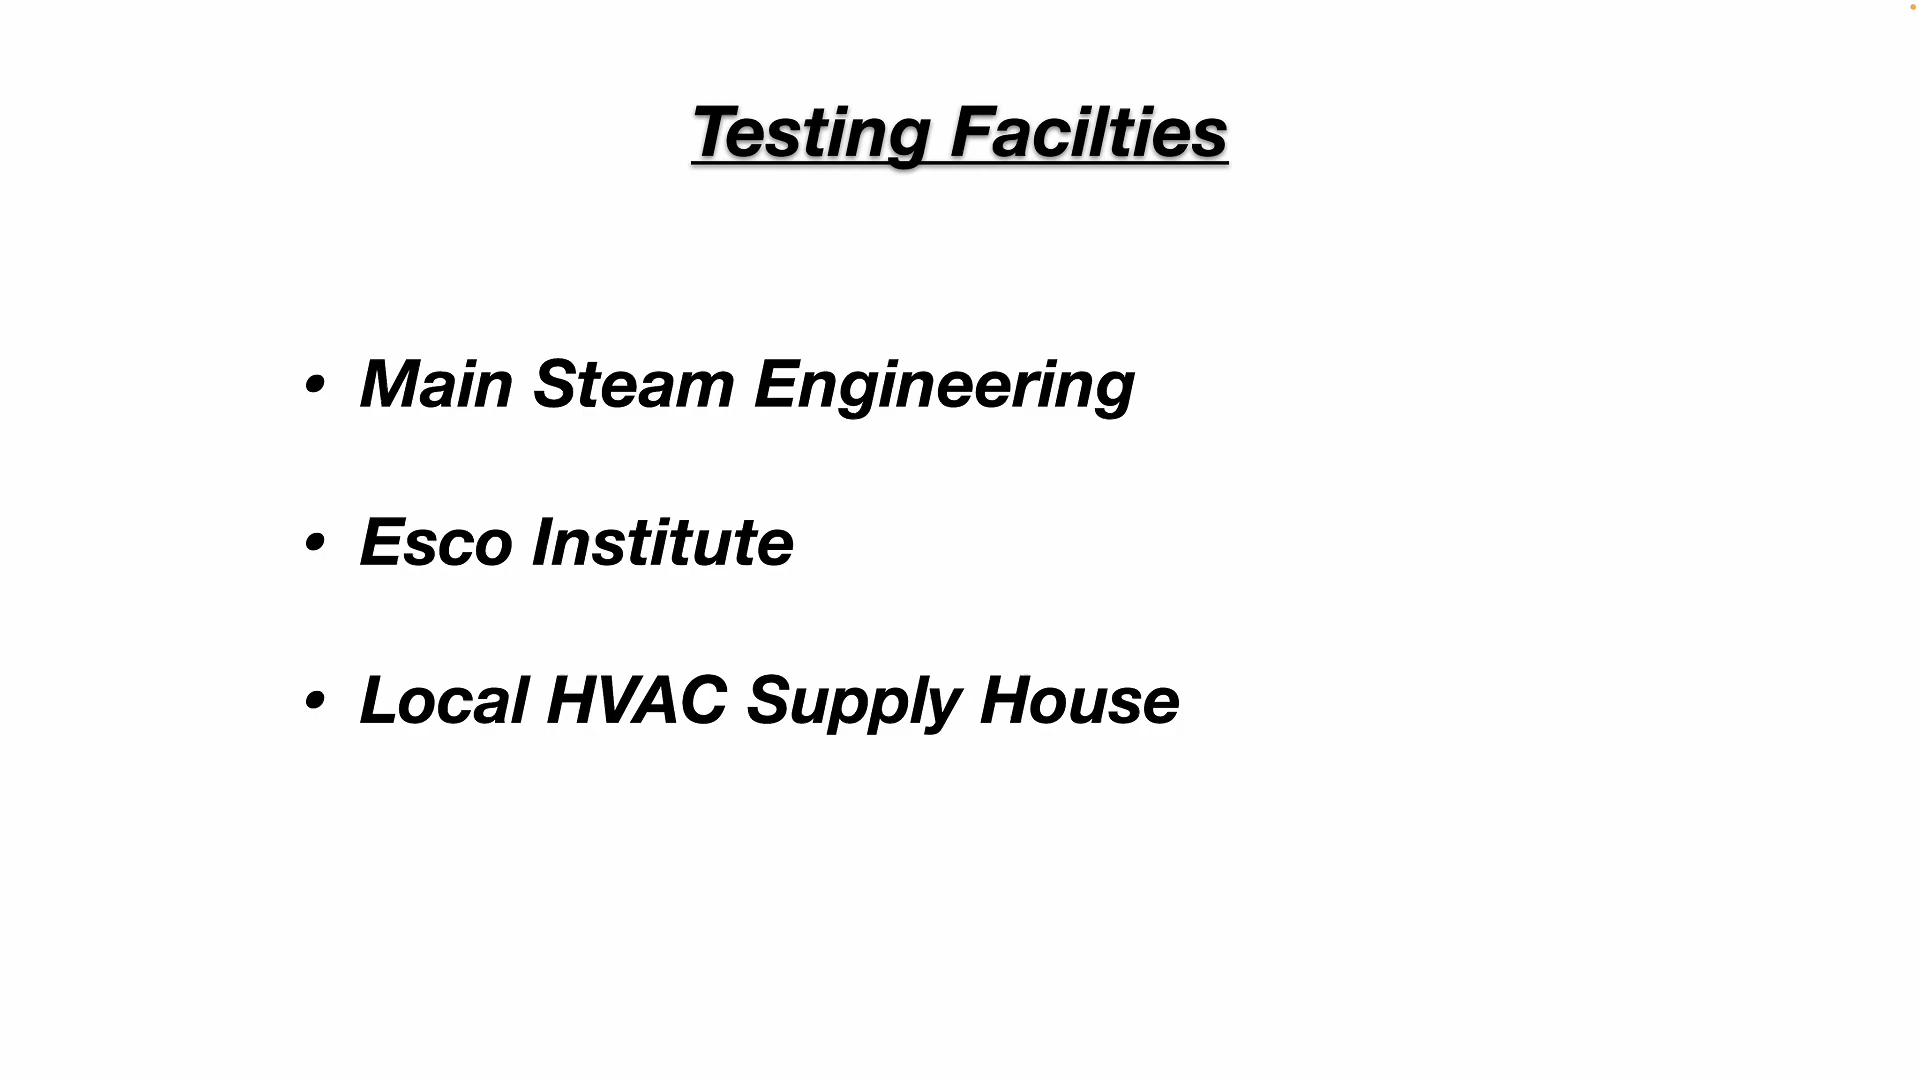 Testing Facilties
• Main Steam Engineering
• Esco Institute
• Local HVAC Supply House